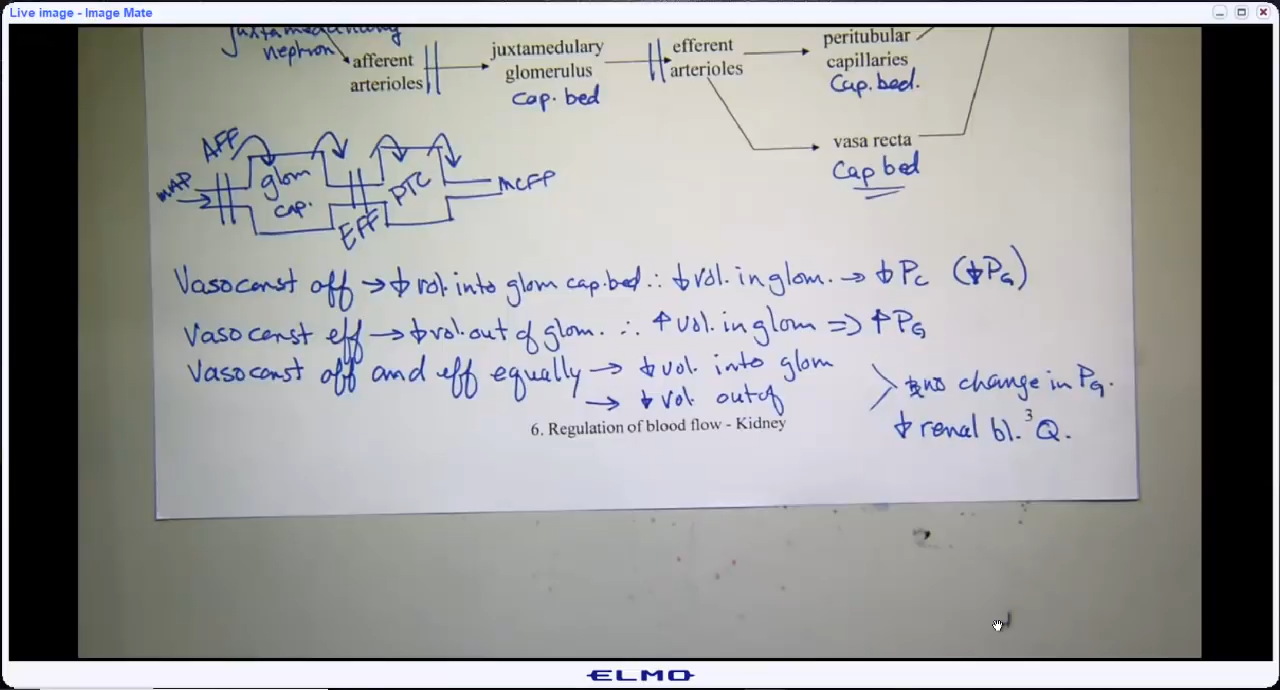 Live image - Image Mate
juxtamedullary
nephron
afferent
arterioles
juxtamedulary
glomerulus
cap. bed
efferent
arterioles
peritubular
capillaries
Cap. bed.
vasa recta
Cap bed
AFF
MAP
glom
cap.
EFF
PTC
MCFP
Vasoconst aff → ↓ vol. into glom cap. bed ∴ ↓ vol. in glom. → ↓ Pc (↓ PG)
Vasoconst eff → ↓ vol. out of glom. ∴ ↑ vol. in glom ⇒ ↑ PG
Vasoconst aff and eff equally → ↓ vol. into glom
→ ↓ vol. out of
no change in PG.
↓ renal bl. Q.
6. Regulation of blood flow - Kidney
3
ELMO